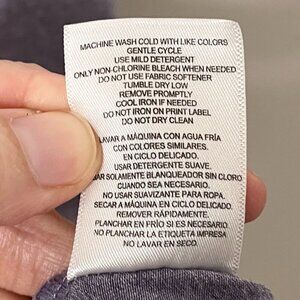 MACHINE WASH COLD WITH LIKE COLORS
GENTLE CYCLE
USE MILD DETERGENT
ONLY NON-CHLORINE BLEACH WHEN NEEDED
DO NOT USE FABRIC SOFTENER
TUMBLE DRY LOW
REMOVE PROMPTLY
COOL IRON IF NEEDED
DO NOT IRON ON PRINT LABEL
DO NOT DRY CLEAN
LAVAR A MÁQUINA CON AGUA FRÍA
CON COLORES SIMILARES.
EN CICLO DELICADO.
USAR DETERGENTE SUAVE.
SOLAMENTE BLANQUEADOR SIN CLORO
CUANDO SEA NECESARIO.
NO USAR SUAVIZANTE PARA ROPA.
SECAR A MÁQUINA EN CICLO DELICADO.
REMOVER RÁPIDAMENTE.
PLANCHAR EN FRÍO SI ES NECESARIO.
NO PLANCHAR LA ETIQUETA IMPRESA
NO LAVAR EN SECO.